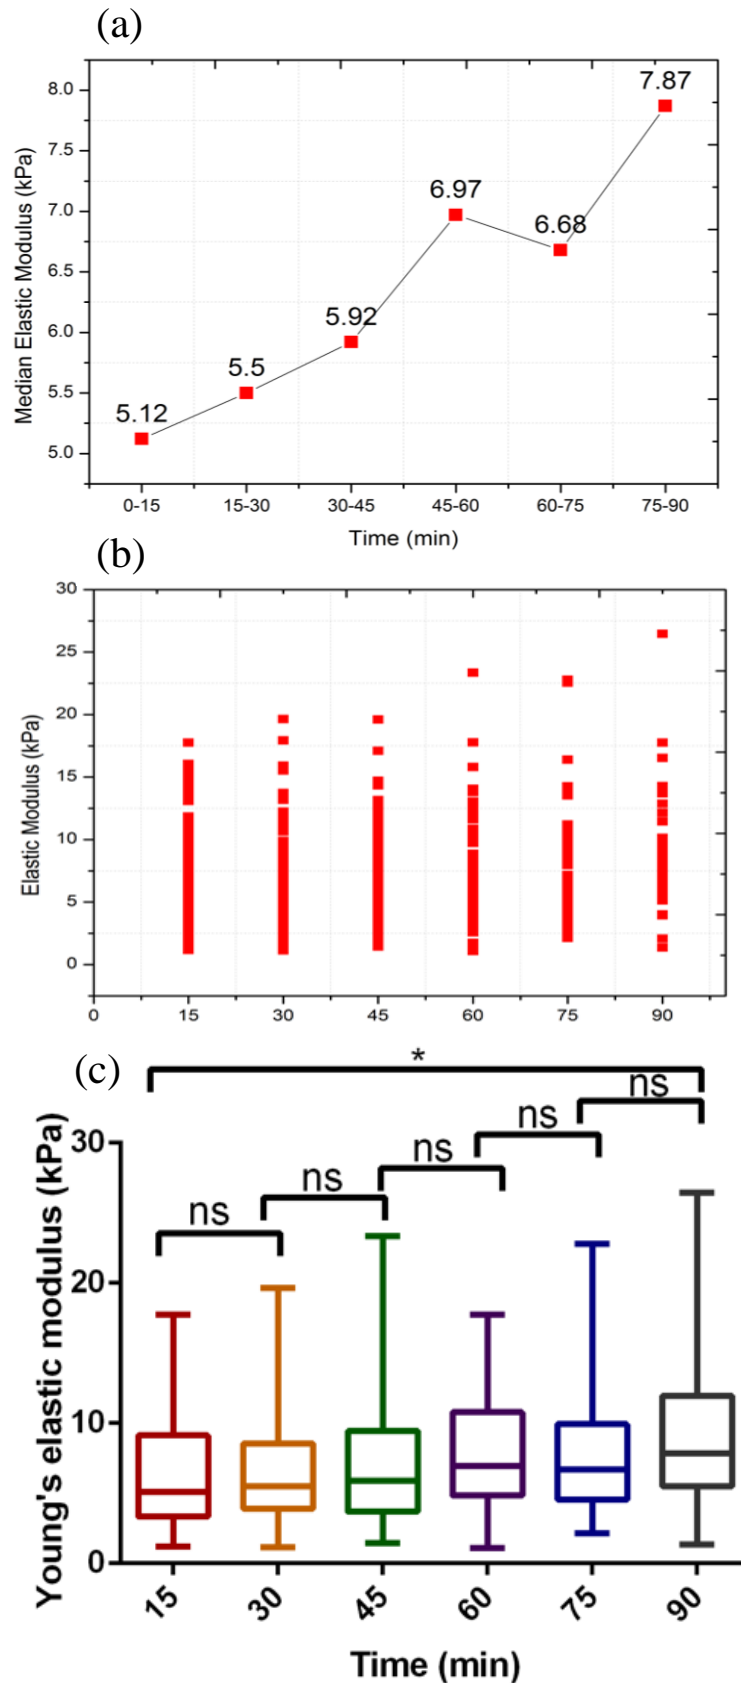 (a)
8.0
7.5
7.0
6.5
6.0
5.5
5.0
Median Elastic Modulus (kPa)
5.12
5.5
5.92
6.97
6.68
7.87
0-15 15-30 30-45 45-60 60-75 75-90
Time (min)
(b)
30
25
20
15
10
5
0
Elastic Modulus (kPa)
0 15 30 45 60 75 90
(c)
*
ns
ns
ns
ns
ns
30
20
10
0
Young's elastic modulus (kPa)
15 30 45 60 75 90
Time (min)